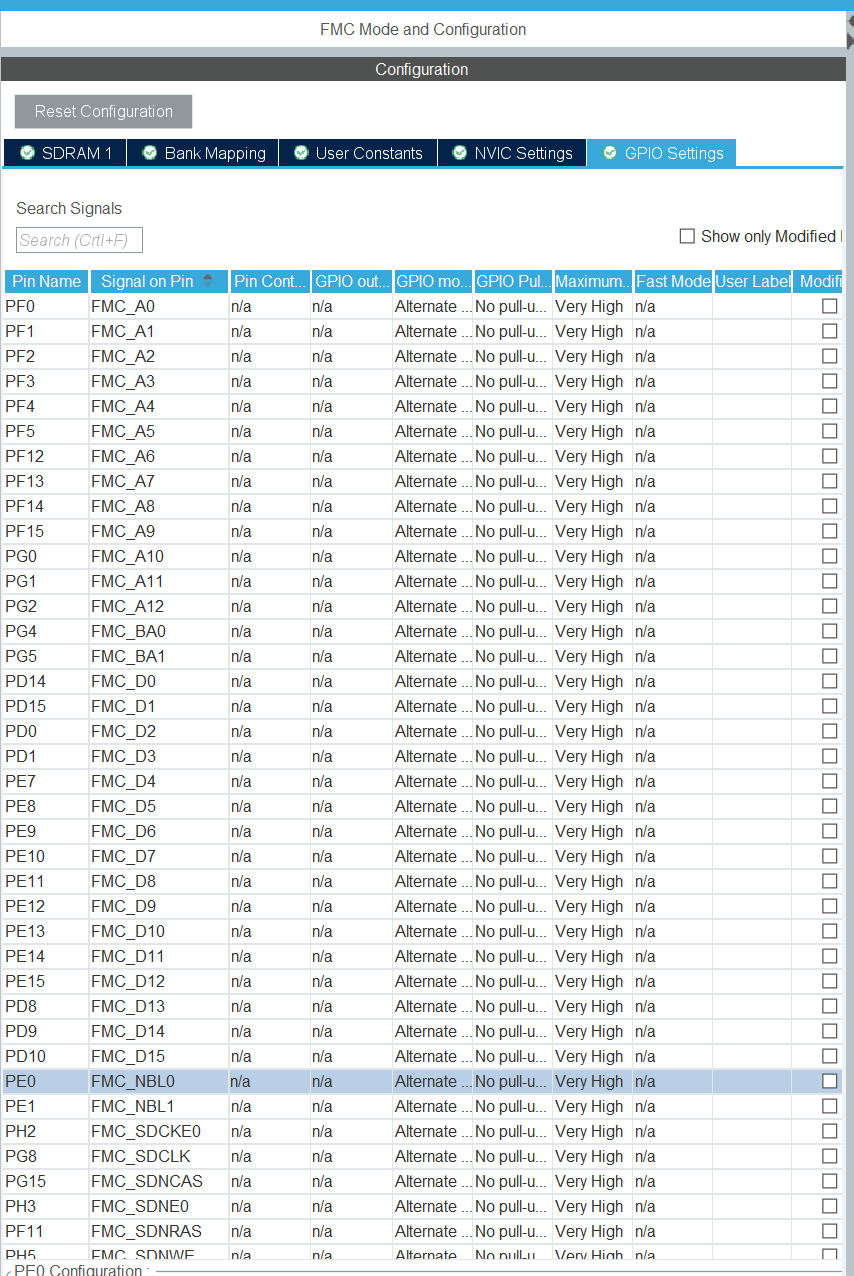 FMC Mode and Configuration
Configuration
Reset Configuration
SDRAM 1 Bank Mapping User Constants NVIC Settings GPIO Settings
Search Signals
Search (Crtl+F)
Show only Modified
Pin Name Signal on Pin Pin Cont... GPIO out... GPIO mo... GPIO Pul... Maximum... Fast Mode User Label Modifi
PF0 FMC_A0 n/a n/a Alternate ... No pull-u... Very High n/a
PF1 FMC_A1 n/a n/a Alternate ... No pull-u... Very High n/a
PF2 FMC_A2 n/a n/a Alternate ... No pull-u... Very High n/a
PF3 FMC_A3 n/a n/a Alternate ... No pull-u... Very High n/a
PF4 FMC_A4 n/a n/a Alternate ... No pull-u... Very High n/a
PF5 FMC_A5 n/a n/a Alternate ... No pull-u... Very High n/a
PF12 FMC_A6 n/a n/a Alternate ... No pull-u... Very High n/a
PF13 FMC_A7 n/a n/a Alternate ... No pull-u... Very High n/a
PF14 FMC_A8 n/a n/a Alternate ... No pull-u... Very High n/a
PF15 FMC_A9 n/a n/a Alternate ... No pull-u... Very High n/a
PG0 FMC_A10 n/a n/a Alternate ... No pull-u... Very High n/a
PG1 FMC_A11 n/a n/a Alternate ... No pull-u... Very High n/a
PG2 FMC_A12 n/a n/a Alternate ... No pull-u... Very High n/a
PG4 FMC_BA0 n/a n/a Alternate ... No pull-u... Very High n/a
PG5 FMC_BA1 n/a n/a Alternate ... No pull-u... Very High n/a
PD14 FMC_D0 n/a n/a Alternate ... No pull-u... Very High n/a
PD15 FMC_D1 n/a n/a Alternate ... No pull-u... Very High n/a
PD0 FMC_D2 n/a n/a Alternate ... No pull-u... Very High n/a
PD1 FMC_D3 n/a n/a Alternate ... No pull-u... Very High n/a
PE7 FMC_D4 n/a n/a Alternate ... No pull-u... Very High n/a
PE8 FMC_D5 n/a n/a Alternate ... No pull-u... Very High n/a
PE9 FMC_D6 n/a n/a Alternate ... No pull-u... Very High n/a
PE10 FMC_D7 n/a n/a Alternate ... No pull-u... Very High n/a
PE11 FMC_D8 n/a n/a Alternate ... No pull-u... Very High n/a
PE12 FMC_D9 n/a n/a Alternate ... No pull-u... Very High n/a
PE13 FMC_D10 n/a n/a Alternate ... No pull-u... Very High n/a
PE14 FMC_D11 n/a n/a Alternate ... No pull-u... Very High n/a
PE15 FMC_D12 n/a n/a Alternate ... No pull-u... Very High n/a
PD8 FMC_D13 n/a n/a Alternate ... No pull-u... Very High n/a
PD9 FMC_D14 n/a n/a Alternate ... No pull-u... Very High n/a
PD10 FMC_D15 n/a n/a Alternate ... No pull-u... Very High n/a
PE0 FMC_NBL0 n/a n/a Alternate ... No pull-u... Very High n/a
PE1 FMC_NBL1 n/a n/a Alternate ... No pull-u... Very High n/a
PH2 FMC_SDCKE0 n/a n/a Alternate ... No pull-u... Very High n/a
PG8 FMC_SDCLK n/a n/a Alternate ... No pull-u... Very High n/a
PG15 FMC_SDNCAS n/a n/a Alternate ... No pull-u... Very High n/a
PH3 FMC_SDNE0 n/a n/a Alternate ... No pull-u... Very High n/a
PF11 FMC_SDNRAS n/a n/a Alternate ... No pull-u... Very High n/a
PH5 FMC_SDNWE n/a n/a Alternate ... No pull-u... Very High n/a
PE0 Configuration :